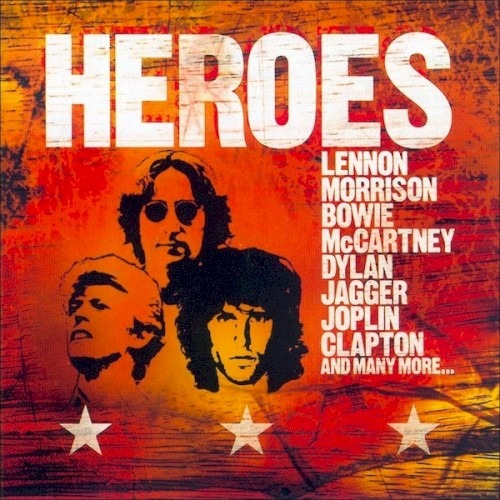 HEROES
LENNON
MORRISON
BOWIE
McCARTNEY
DYLAN
JAGGER
JOPLIN
CLAPTON
AND MANY MORE...